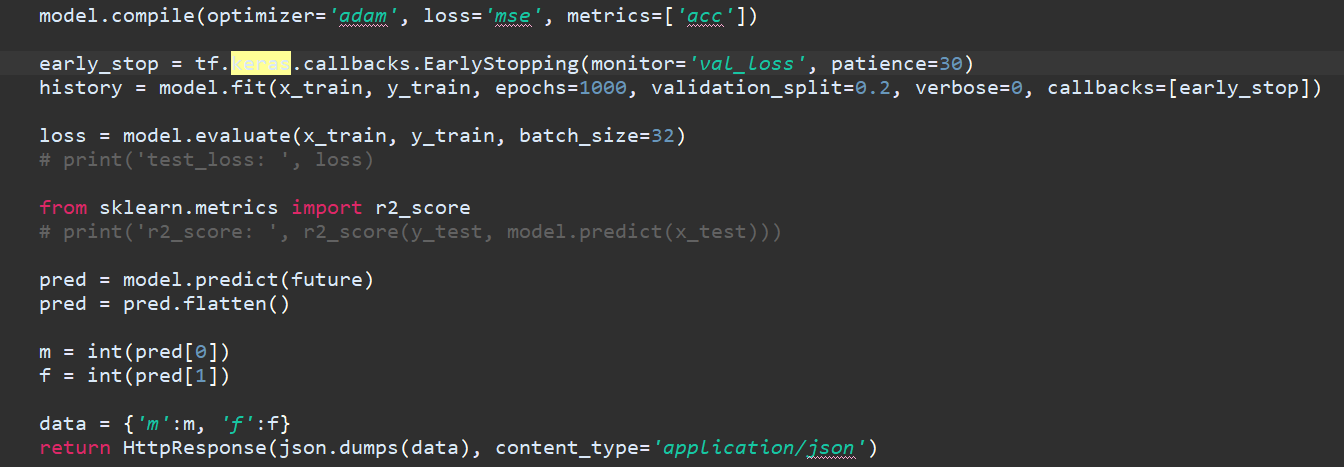 model.compile(optimizer='adam', loss='mse', metrics=['acc'])
early_stop = tf.keras.callbacks.EarlyStopping(monitor='val_loss', patience=30)
history = model.fit(x_train, y_train, epochs=1000, validation_split=0.2, verbose=0, callbacks=[early_stop])
loss = model.evaluate(x_train, y_train, batch_size=32)
# print('test_loss: ', loss)
from sklearn.metrics import r2_score
# print('r2_score: ', r2_score(y_test, model.predict(x_test)))
pred = model.predict(future)
pred = pred.flatten()
m = int(pred[0])
f = int(pred[1])
data = {'m':m, 'f':f}
return HttpResponse(json.dumps(data), content_type='application/json')